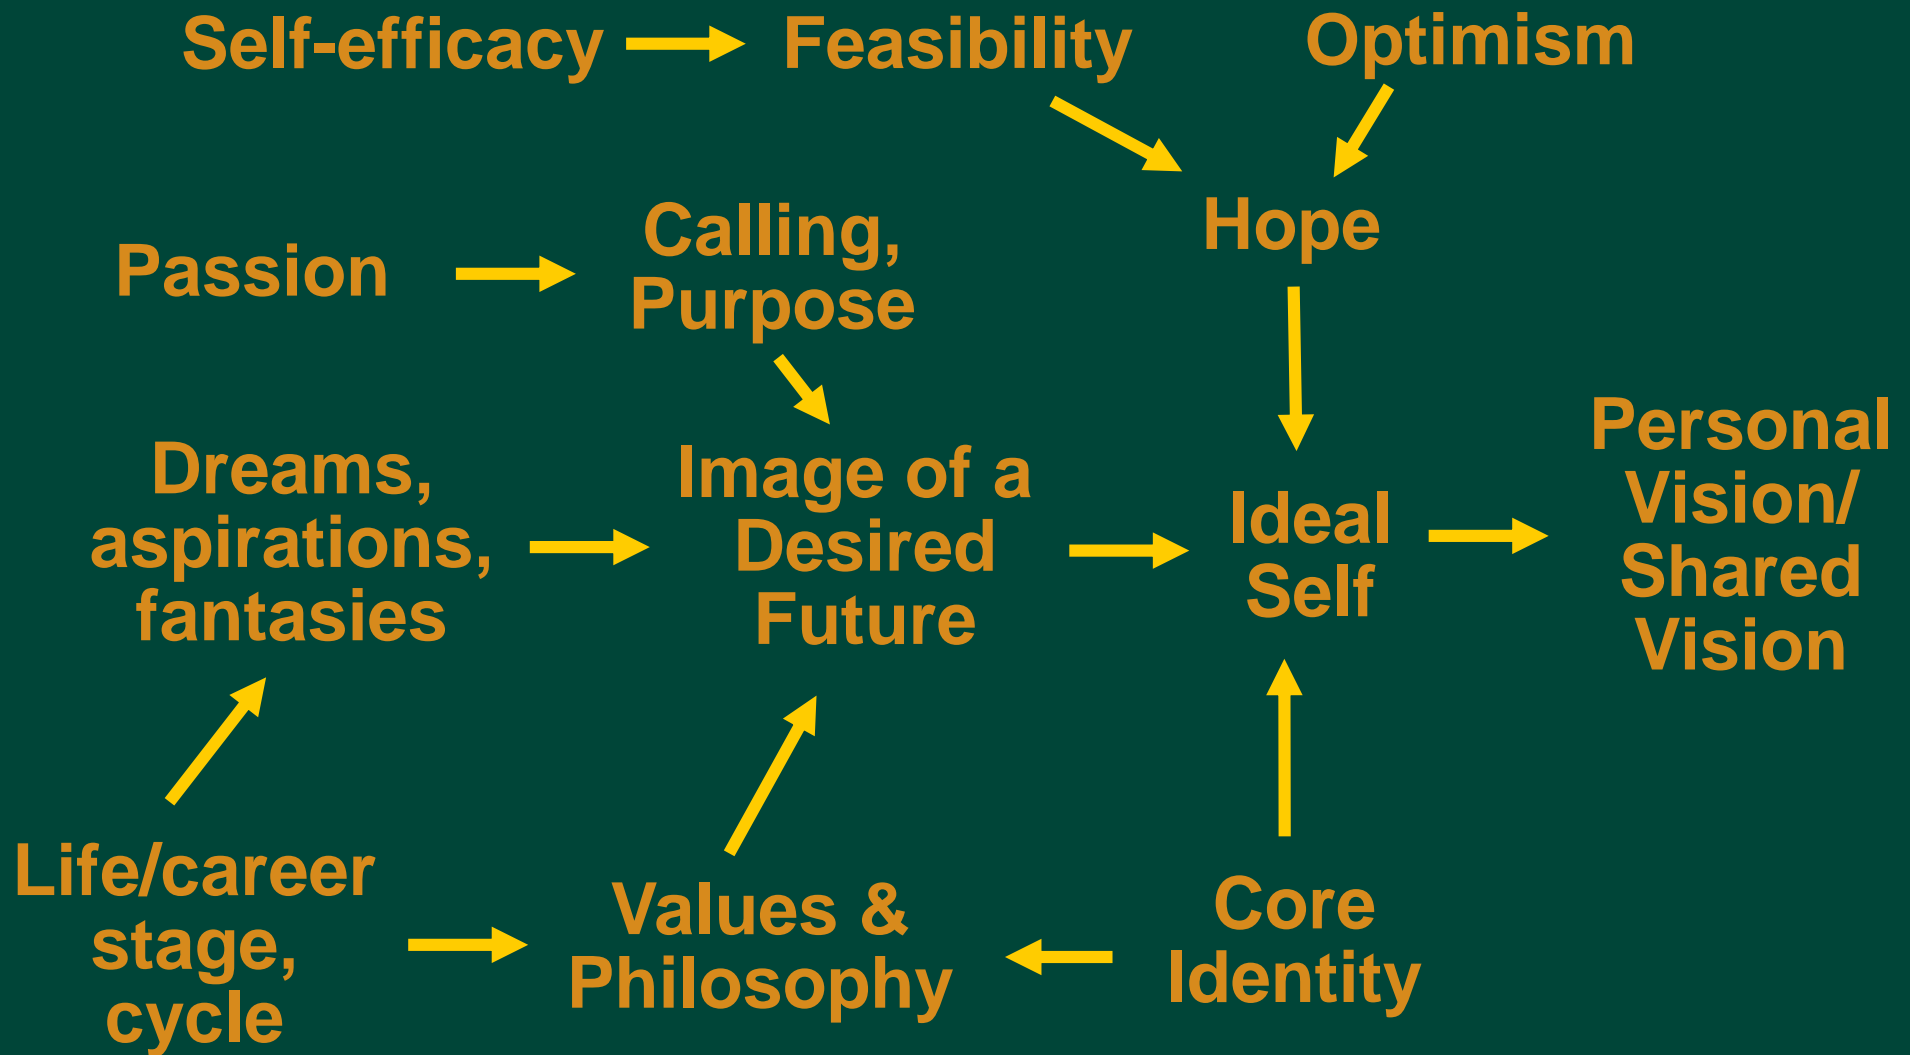 Self-efficacy
Feasibility
Optimism
Hope
Passion
Calling,
Purpose
Dreams,
aspirations,
fantasies
Image of a
Desired
Future
Ideal
Self
Personal
Vision/
Shared
Vision
Life/career
stage,
cycle
Values &
Philosophy
Core
Identity